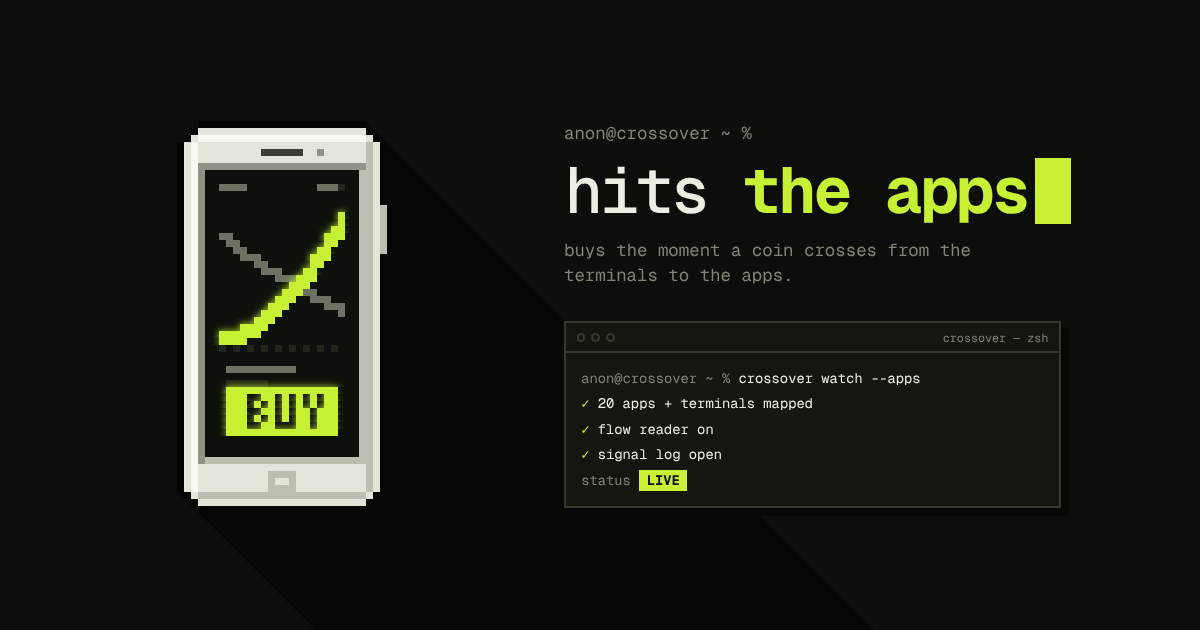 BUY
anon@crossover ~ %
hits the apps
buys the moment a coin crosses from the
terminals to the apps.
crossover — zsh
anon@crossover ~ % crossover watch --apps
✓ 20 apps + terminals mapped
✓ flow reader on
✓ signal log open
status LIVE